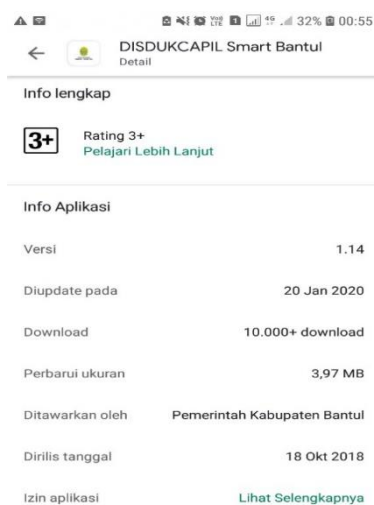 32% 00:55
DISDUKCAPIL Smart Bantul
Detail
Info lengkap
3+ Rating 3+
Pelajari Lebih Lanjut
Info Aplikasi
Versi 1.14
Diupdate pada 20 Jan 2020
Download 10.000+ download
Perbarui ukuran 3,97 MB
Ditawarkan oleh Pemerintah Kabupaten Bantul
Dirilis tanggal 18 Okt 2018
Izin aplikasi Lihat Selengkapnya